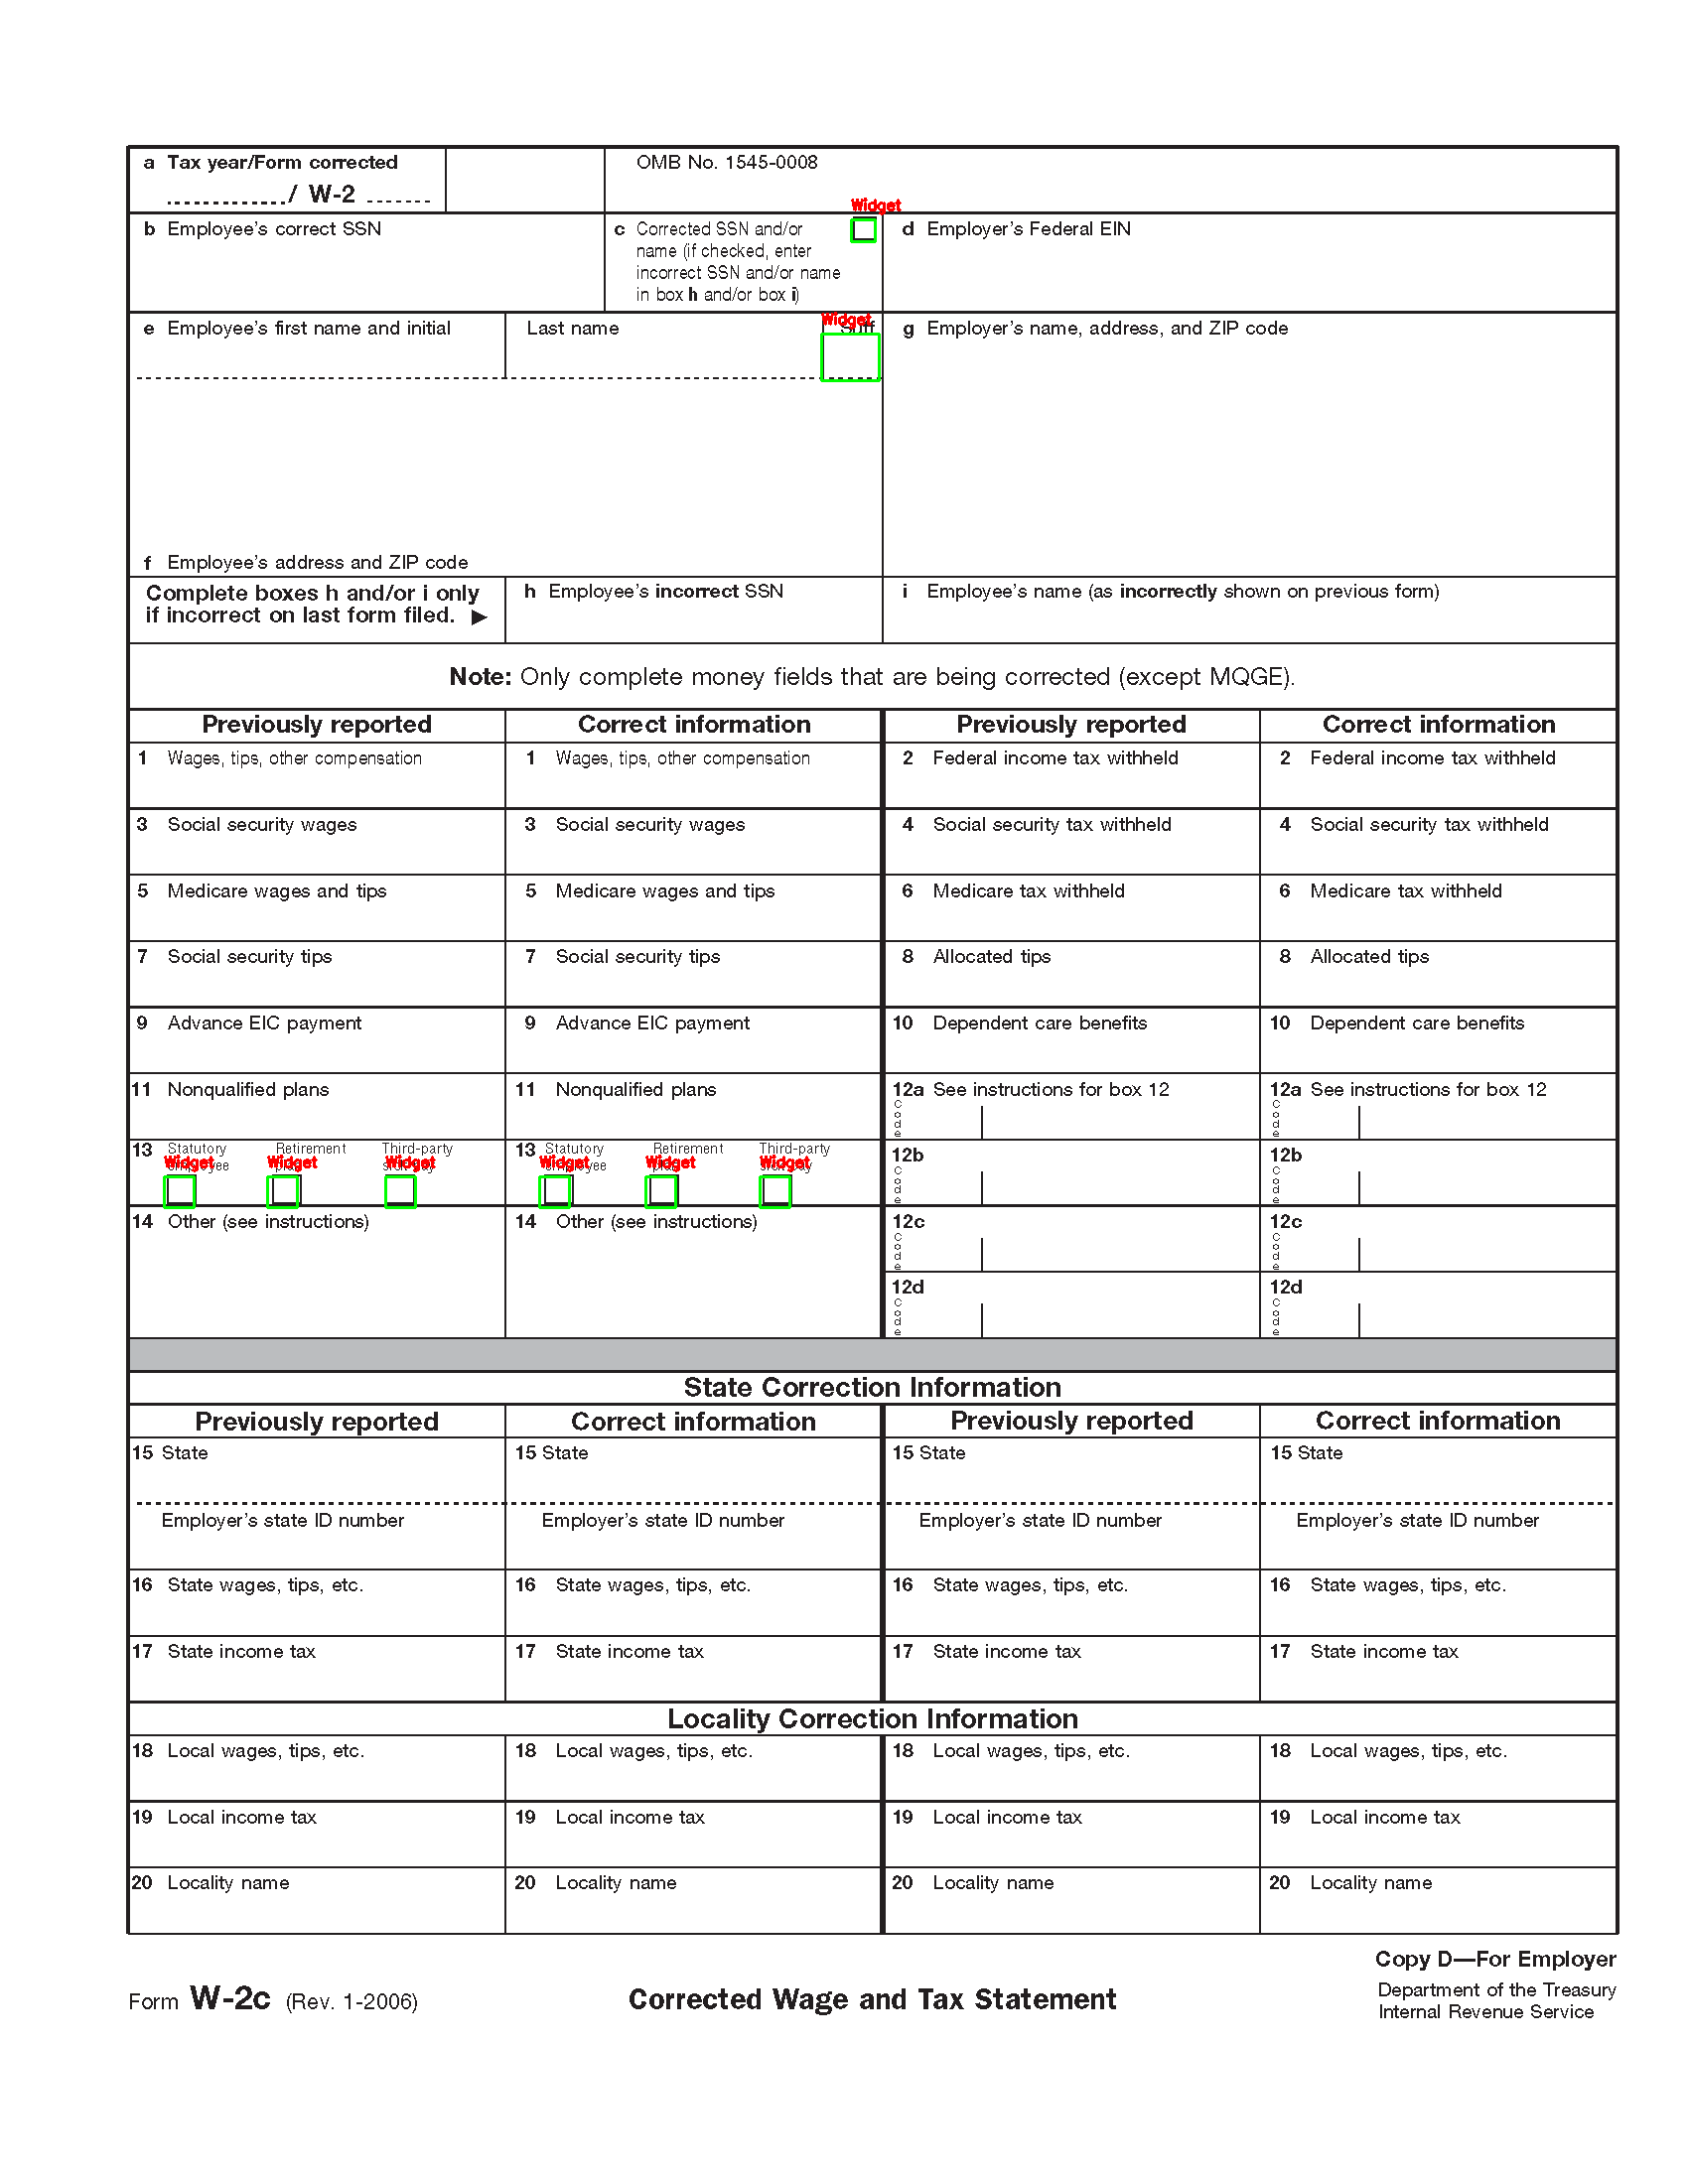 a Tax year/Form corrected
/ W-2
OMB No. 1545-0008
b Employee's correct SSN
c Corrected SSN and/or
name (if checked, enter
incorrect SSN and/or name
in box h and/or box i)
Widget
d Employer's Federal EIN
e Employee's first name and initial
Last name
Widget
Suff
g Employer's name, address, and ZIP code
f Employee's address and ZIP code
Complete boxes h and/or i only
if incorrect on last form filed. ▶
h Employee's incorrect SSN
i Employee's name (as incorrectly shown on previous form)
Note: Only complete money fields that are being corrected (except MQGE).
Previously reported Correct information Previously reported Correct information
1 Wages, tips, other compensation 1 Wages, tips, other compensation 2 Federal income tax withheld 2 Federal income tax withheld
3 Social security wages 3 Social security wages 4 Social security tax withheld 4 Social security tax withheld
5 Medicare wages and tips 5 Medicare wages and tips 6 Medicare tax withheld 6 Medicare tax withheld
7 Social security tips 7 Social security tips 8 Allocated tips 8 Allocated tips
9 Advance EIC payment 9 Advance EIC payment 10 Dependent care benefits 10 Dependent care benefits
11 Nonqualified plans 11 Nonqualified plans 12a See instructions for box 12 12a See instructions for box 12
Code Code
13 Statutory Retirement Third-party 13 Statutory Retirement Third-party 12b 12b
employee employee
Widget Widget Widget Widget Widget Widget
Code Code
14 Other (see instructions) 14 Other (see instructions) 12c 12c
Code Code
12d 12d
Code Code
State Correction Information
Previously reported Correct information Previously reported Correct information
15 State 15 State 15 State 15 State
Employer's state ID number Employer's state ID number Employer's state ID number Employer's state ID number
16 State wages, tips, etc. 16 State wages, tips, etc. 16 State wages, tips, etc. 16 State wages, tips, etc.
17 State income tax 17 State income tax 17 State income tax 17 State income tax
Locality Correction Information
18 Local wages, tips, etc. 18 Local wages, tips, etc. 18 Local wages, tips, etc. 18 Local wages, tips, etc.
19 Local income tax 19 Local income tax 19 Local income tax 19 Local income tax
20 Locality name 20 Locality name 20 Locality name 20 Locality name
Copy D—For Employer
Form W-2c (Rev. 1-2006)
Corrected Wage and Tax Statement
Department of the Treasury
Internal Revenue Service